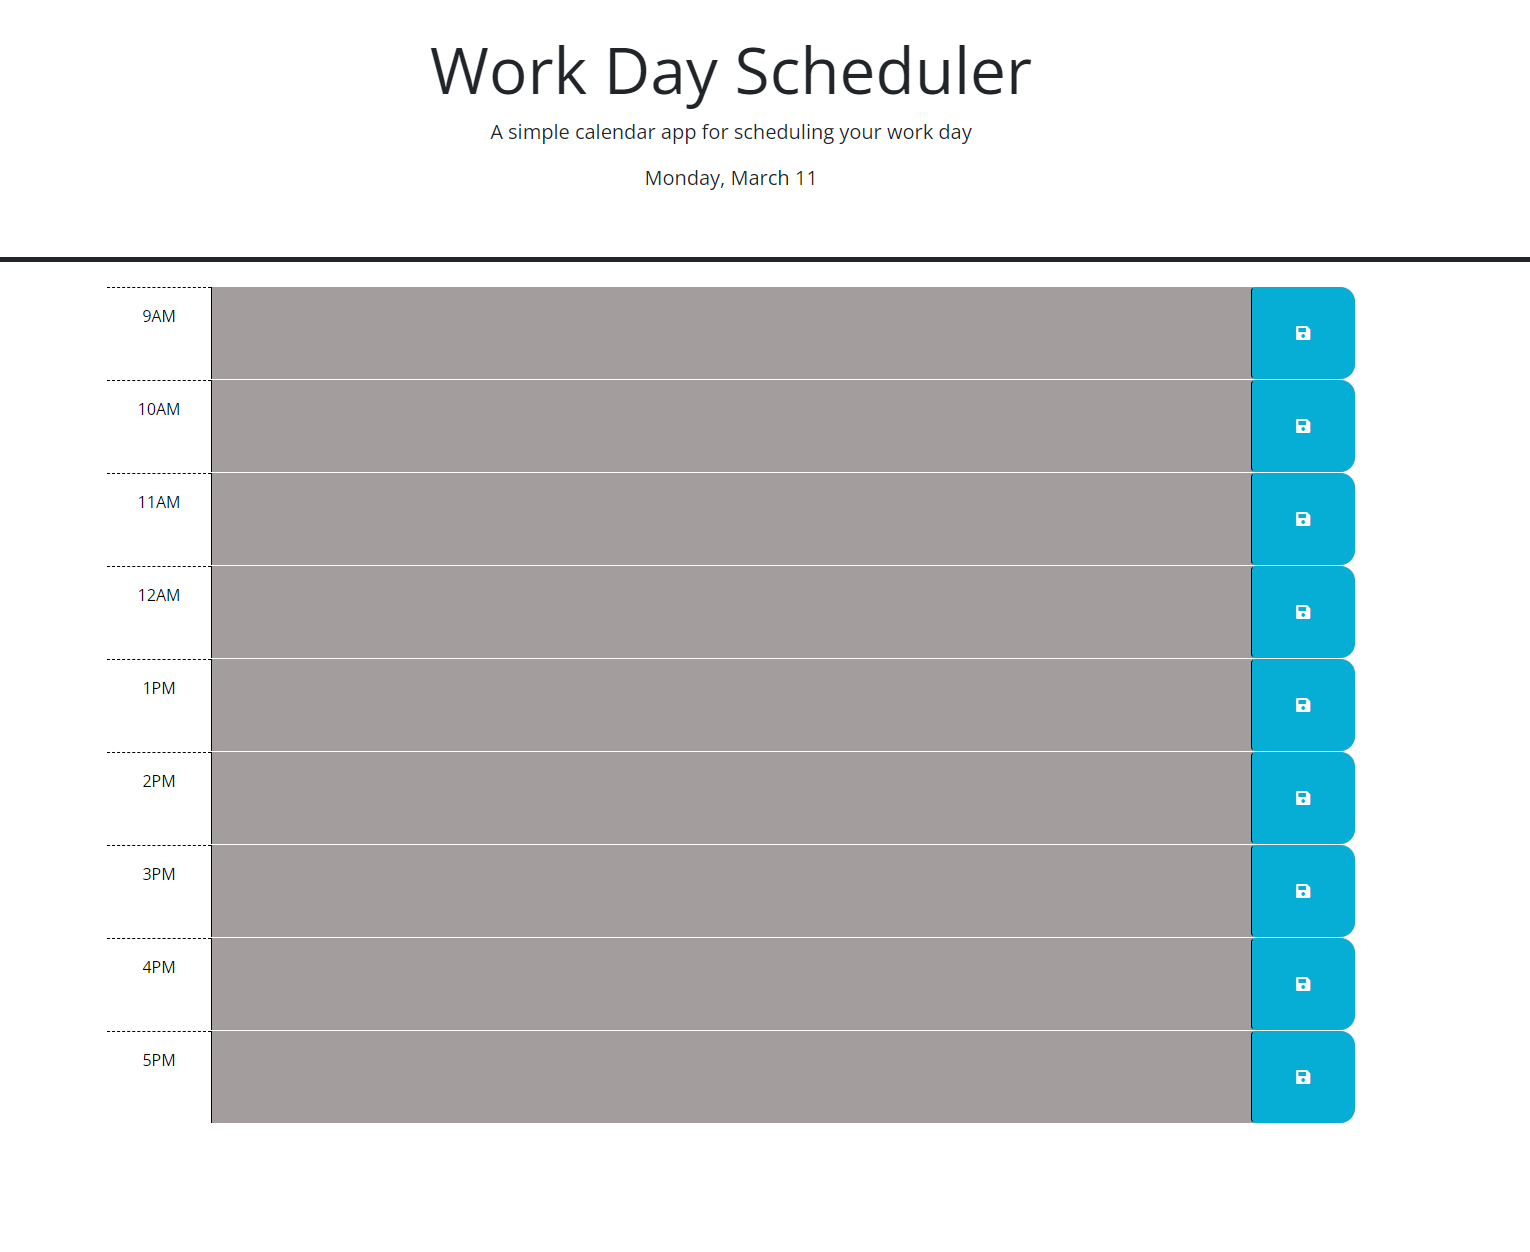 Work Day Scheduler
A simple calendar app for scheduling your work day
Monday, March 11
9AM
10AM
11AM
12AM
1PM
2PM
3PM
4PM
5PM